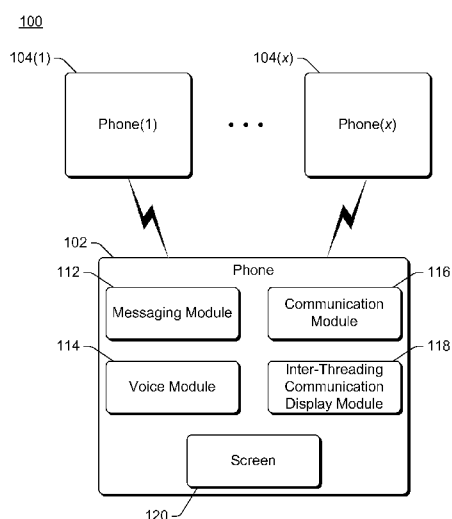 100
104(1)
104(x)
Phone(1)
• • •
Phone(x)
102
Phone
112
116
Messaging Module
Communication
Module
114
118
Voice Module
Inter-Threading
Communication
Display Module
Screen
120